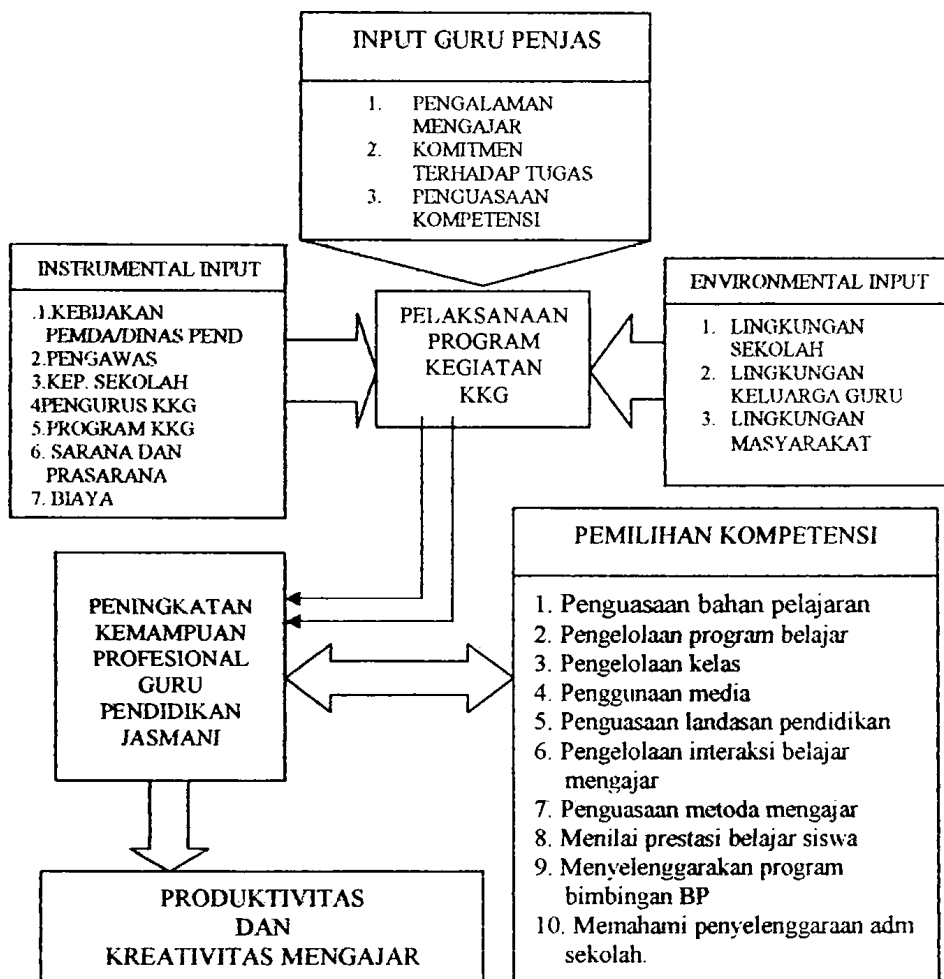 INPUT GURU PENJAS
1. PENGALAMAN
MENGAJAR
2. KOMITMEN
TERHADAP TUGAS
3. PENGUASAAN
KOMPETENSI
INSTRUMENTAL INPUT
.1.KEBIJAKAN
PEMDA/DINAS PEND
2.PENGAWAS
3.KEP. SEKOLAH
4PENGURUS KKG
5.PROGRAM KKG
6. SARANA DAN
PRASARANA
7. BIAYA
PELAKSANAAN
PROGRAM
KEGIATAN
KKG
ENVIRONMENTAL INPUT
1. LINGKUNGAN
SEKOLAH
2. LINGKUNGAN
KELUARGA GURU
3. LINGKUNGAN
MASYARAKAT
PENINGKATAN
KEMAMPUAN
PROFESIONAL
GURU
PENDIDIKAN
JASMANI
PEMILIHAN KOMPETENSI
1. Penguasaan bahan pelajaran
2. Pengelolaan program belajar
3. Pengelolaan kelas
4. Penggunaan media
5. Penguasaan landasan pendidikan
6. Pengelolaan interaksi belajar
mengajar
7. Penguasaan metoda mengajar
8. Menilai prestasi belajar siswa
9. Menyelenggarakan program
bimbingan BP
10. Memahami penyelenggaraan adm
sekolah.
PRODUKTIVITAS
DAN
KREATIVITAS MENGAJAR